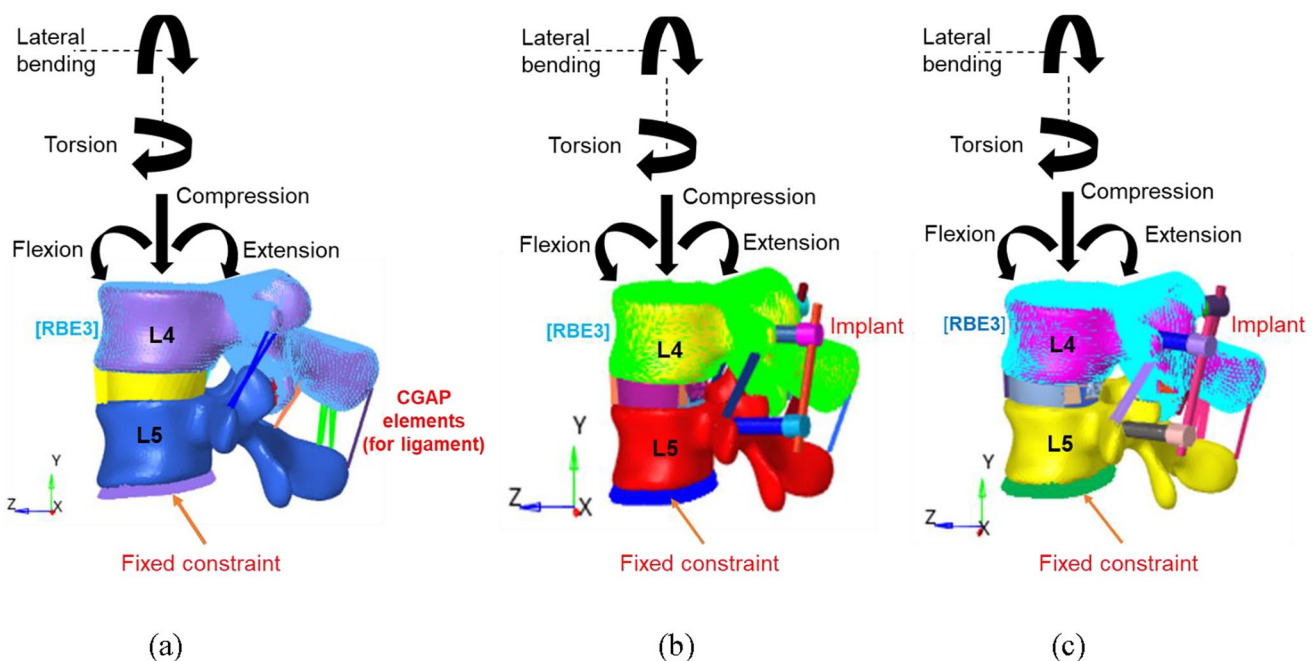 Lateral
bending
Torsion
Compression
Flexion
Extension
[RBE3]
L4
L5
CGAP
elements
(for ligament)
Y
Z
X
Fixed constraint
(a)
Lateral
bending
Torsion
Compression
Flexion
Extension
[RBE3]
L4
Implant
L5
Y
Z
X
Fixed constraint
(b)
Lateral
bending
Torsion
Compression
Flexion
Extension
[RBE3]
L4
Implant
L5
Y
Z
X
Fixed constraint
(c)